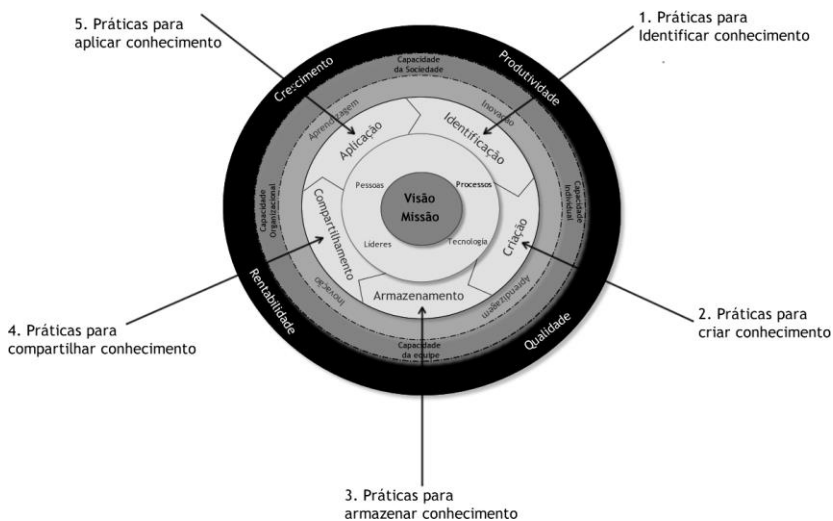 5. Práticas para
aplicar conhecimento
1. Práticas para
Identificar conhecimento
Crescimento
Capacidade
da Sociedade
Produtividade
Aprendizagem
Inovação
Aplicação
Identificação
Pessoas
Processos
Visão
Missão
Líderes
Tecnologia
Capacidade
Organizacional
Capacidade
Individual
Compartilhamento
Criação
Armazenamento
Inovação
Aprendizagem
Capacidade
da equipe
Rentabilidade
Qualidade
4. Práticas para
compartilhar conhecimento
2. Práticas para
criar conhecimento
3. Práticas para
armazenar conhecimento